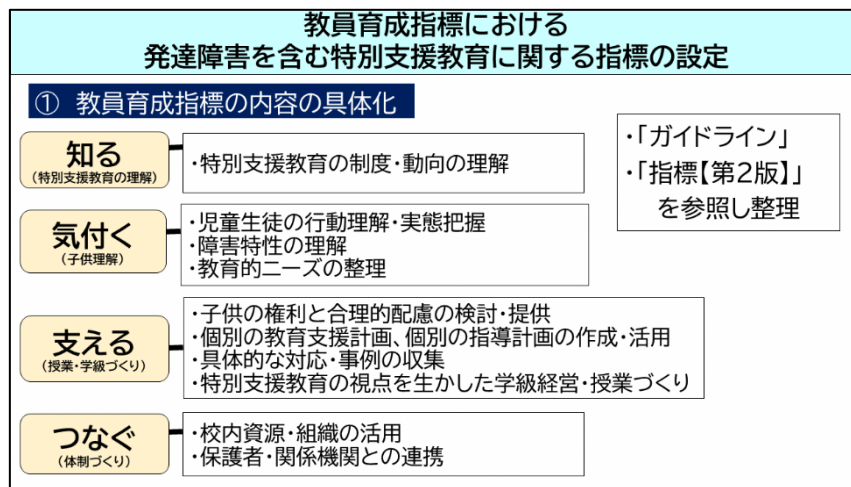 教員育成指標における
発達障害を含む特別支援教育に関する指標の設定
① 教員育成指標の内容の具体化
知る
(特別支援教育の理解)
・特別支援教育の制度・動向の理解
・「ガイドライン」
・「指標【第2版】」
を参照し整理
気付く
(子供理解)
・児童生徒の行動理解・実態把握
・障害特性の理解
・教育的ニーズの整理
支える
(授業・学級づくり)
・子供の権利と合理的配慮の検討・提供
・個別の教育支援計画、個別の指導計画の作成・活用
・具体的な対応・事例の収集
・特別支援教育の視点を生かした学級経営・授業づくり
つなぐ
(体制づくり)
・校内資源・組織の活用
・保護者・関係機関との連携